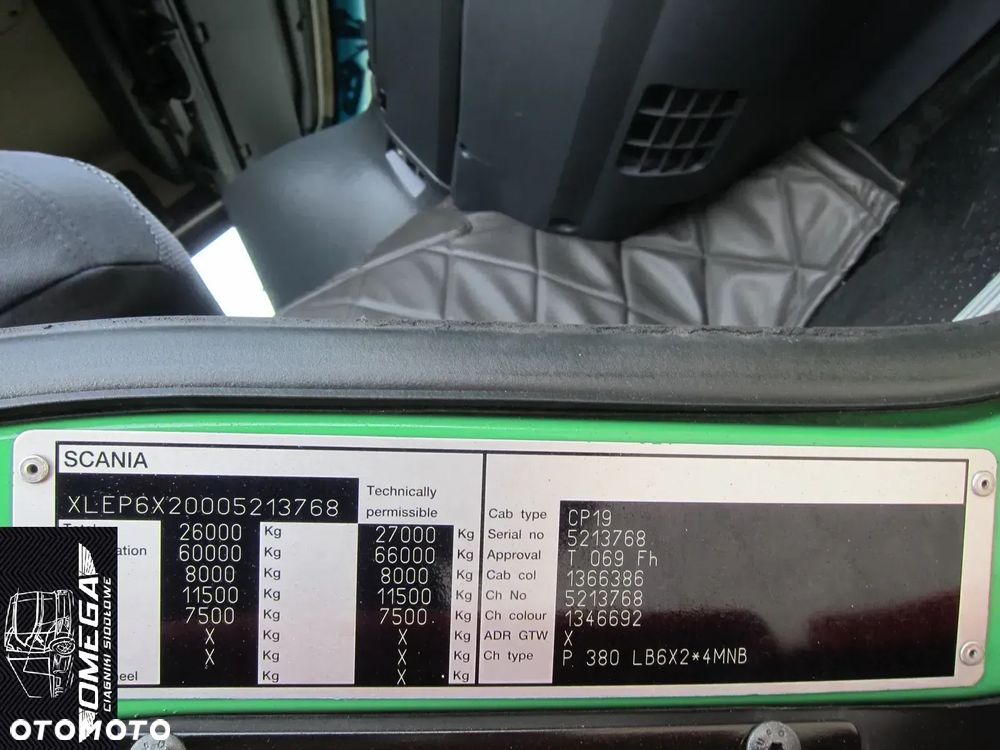 SCANIA
XLEP6X20005213768
Technically
permissible
26000 Kg 27000 Kg
60000 Kg 66000 Kg
8000 Kg 8000 Kg
11500 Kg 11500 Kg
7500 Kg 7500 Kg
X Kg X Kg
X Kg X Kg
Kg X Kg
Cab type CP19
Serial no 5213768
Approval T 069 Fh
Cab col 1366386
Ch No 5213768
Ch colour 1346692
ADR GTW X
Ch type P 380 LB6X2*4MNB
OMEGA
CIĄGNIKI SIODŁOWE
OTOMOTO